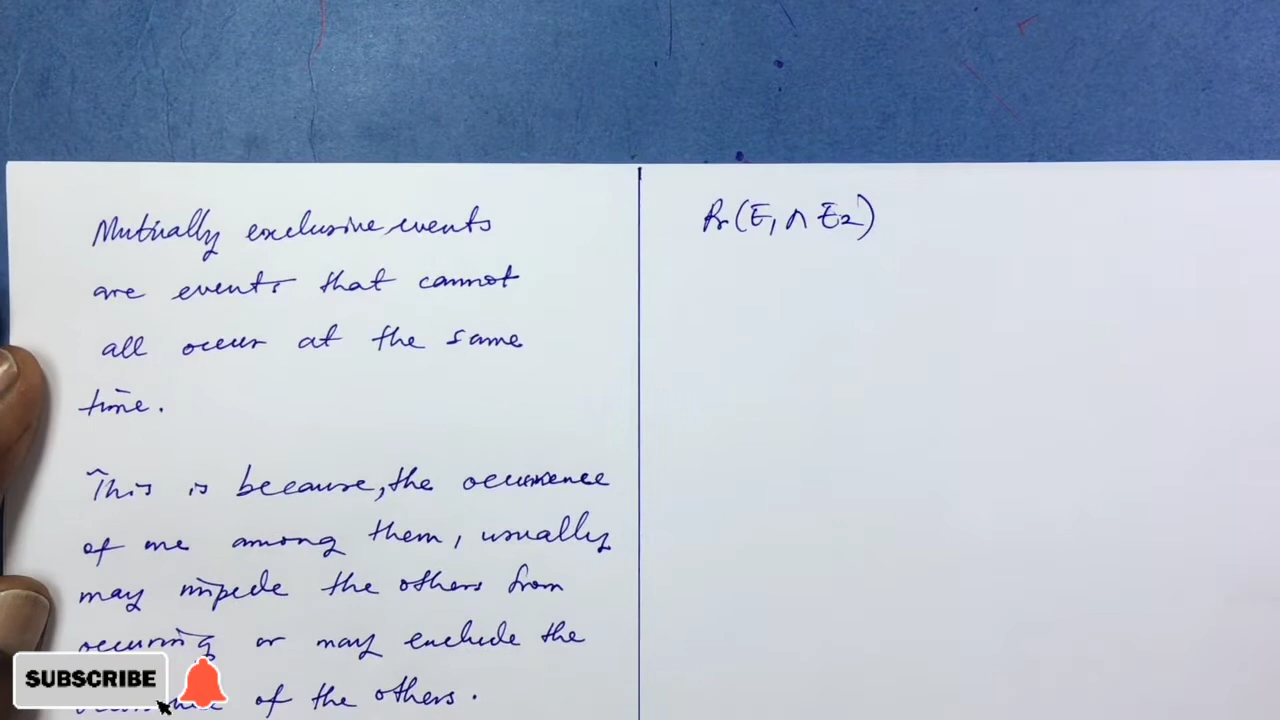 Mutually exclusive, events
are events that cannot
all occur at the same
time.
This is because, the occurrence
of one among them, usually
may impede the others from
occuring or may exclude the
of the others.
Pr(E₁ ∩ E₂)
SUBSCRIBE